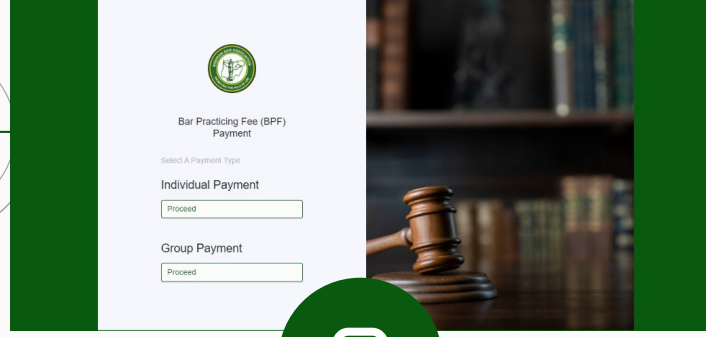 Bar Practicing Fee (BPF)
Payment
Select A Payment Type
Individual Payment
Proceed
Group Payment
Proceed